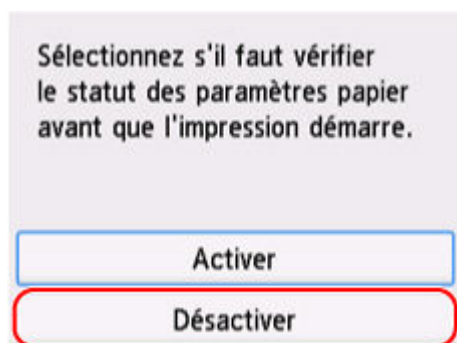 Sélectionnez s'il faut vérifier
le statut des paramètres papier
avant que l'impression démarre.
Activer
Désactiver